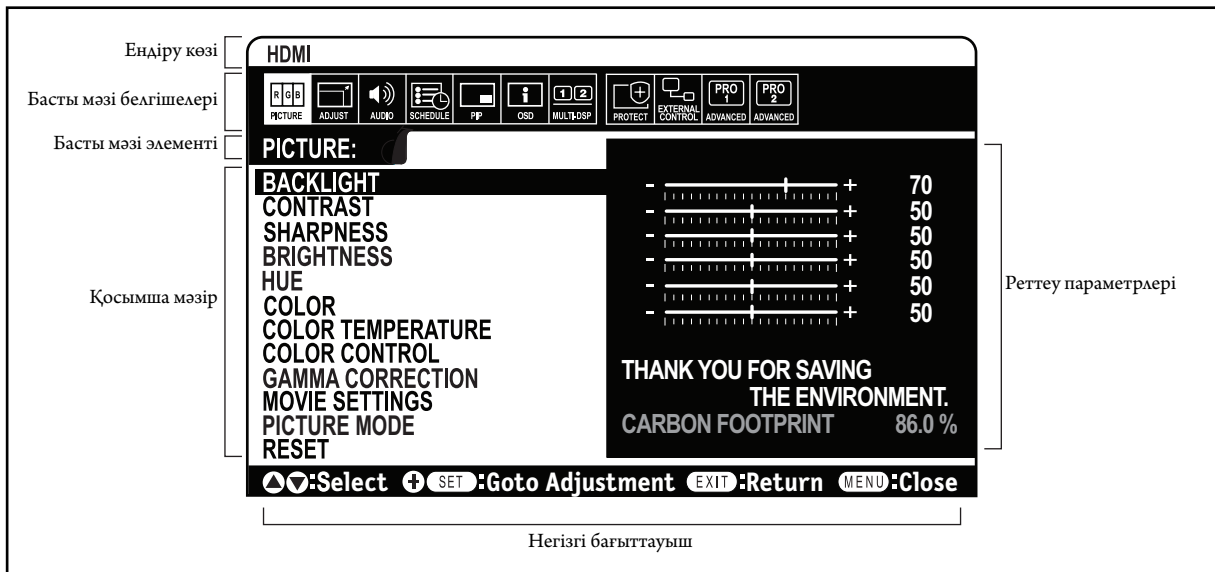 Ендіру көзі
HDMI
Басты мәзі белгішелері
R G B
PICTURE
ADJUST
AUDIO
SCHEDULE
PIP
OSD
1 2
MULTI-DSP
PROTECT
EXTERNAL
CONTROL
PRO
1
ADVANCED
PRO
2
ADVANCED
Басты мәзі элементі
PICTURE:
Қосымша мәзір
BACKLIGHT - + 70
CONTRAST - + 50
SHARPNESS - + 50
BRIGHTNESS - + 50
HUE - + 50
COLOR - + 50
COLOR TEMPERATURE
COLOR CONTROL
GAMMA CORRECTION
MOVIE SETTINGS
PICTURE MODE
RESET
THANK YOU FOR SAVING
THE ENVIRONMENT.
CARBON FOOTPRINT 86.0 %
Реттеу параметрлері
:Select SET:Goto Adjustment EXIT:Return MENU:Close
Негізгі бағыттауыш